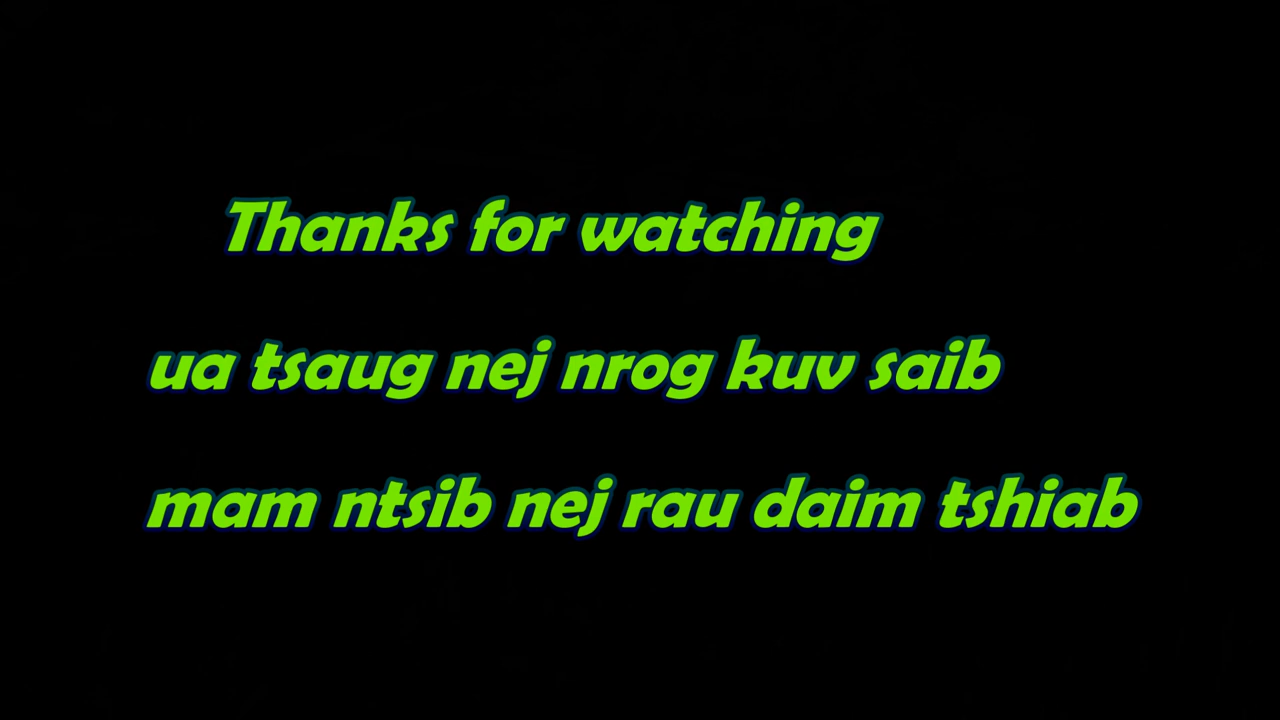 Thanks for watching
ua tsaug nej nrog kuv saib
mam ntsib nej rau daim tshiab